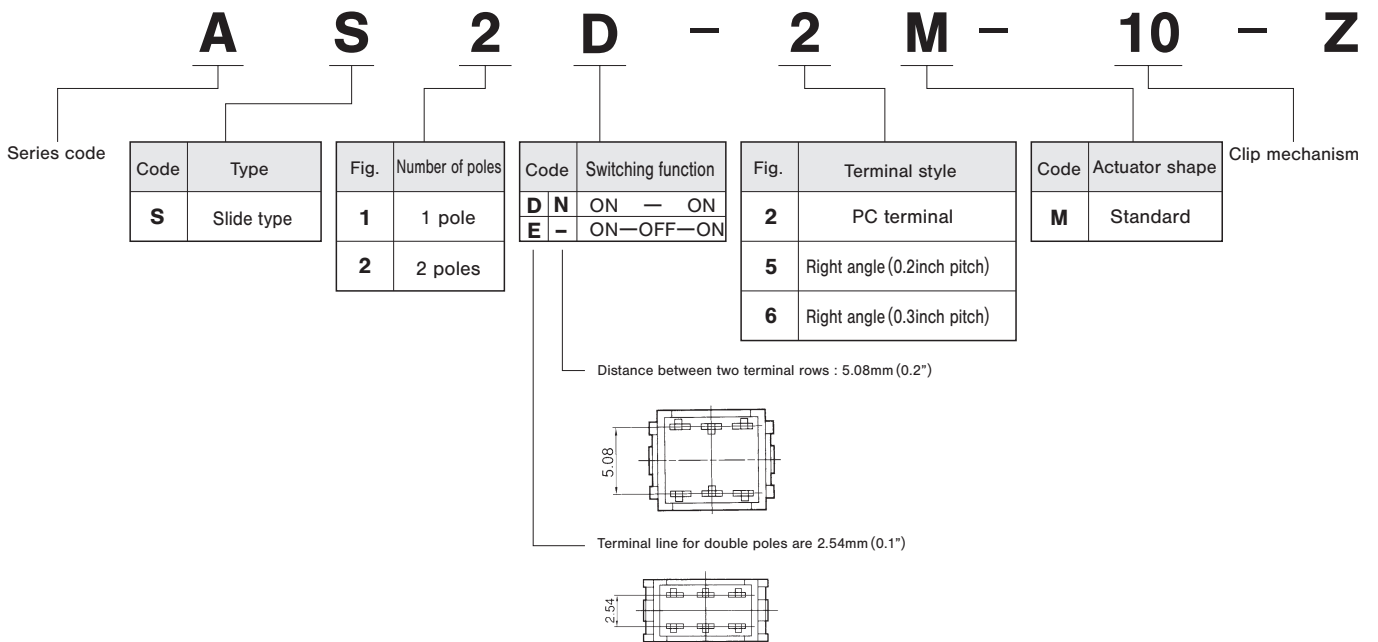 A S 2 D - 2 M - 10 - Z
Series code
Code Type
S Slide type
Fig. Number of poles
1 1 pole
2 2 poles
Code Switching function
D N ON — ON
E – ON—OFF—ON
Fig. Terminal style
2 PC terminal
5 Right angle (0.2inch pitch)
6 Right angle (0.3inch pitch)
Code Actuator shape
M Standard
Clip mechanism
Distance between two terminal rows : 5.08mm (0.2”)
5.08
Terminal line for double poles are 2.54mm (0.1”)
2.54